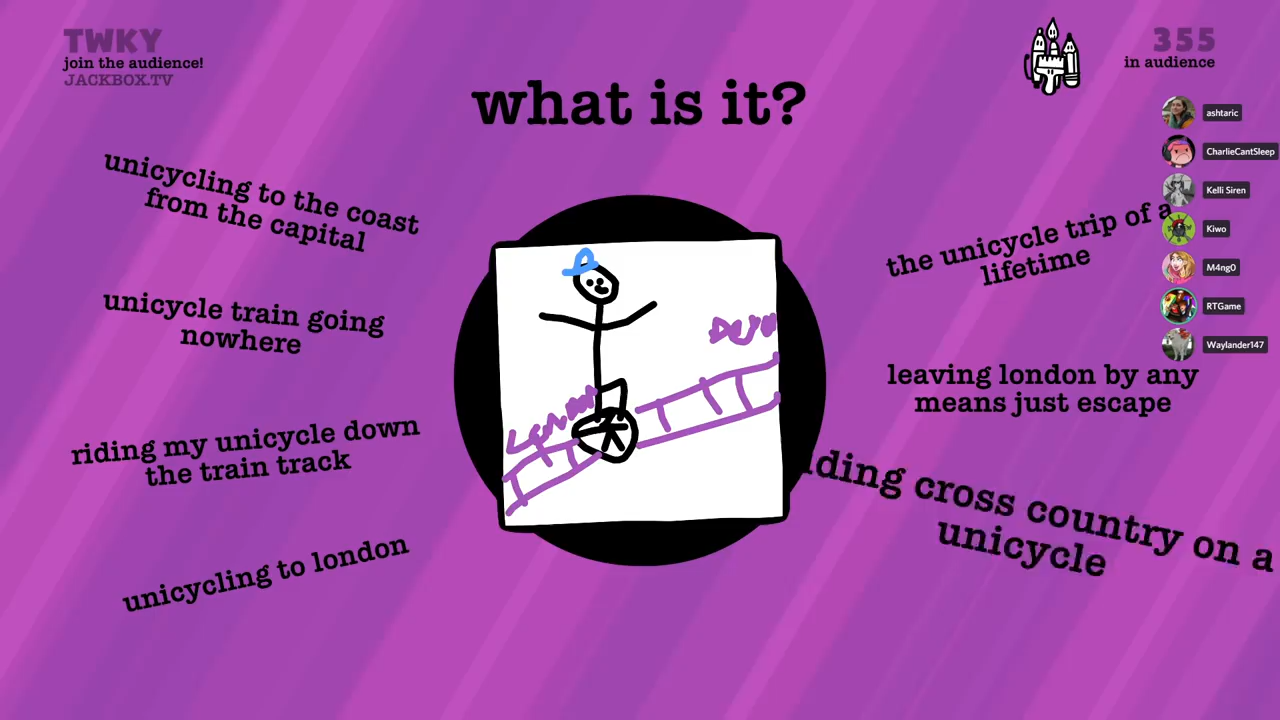 TWKY
join the audience!
JACKBOX.TV
355
in audience
what is it?
ashtaric
CharlieCantSleep
Kelli Siren
Kiwo
M4ng0
RTGame
Waylander147
unicycling to the coast
from the capital
unicycle train going
nowhere
riding my unicycle down
the train track
unicycling to london
the unicycle trip of a
lifetime
leaving london by any
means just escape
iding cross country on a
unicycle
London